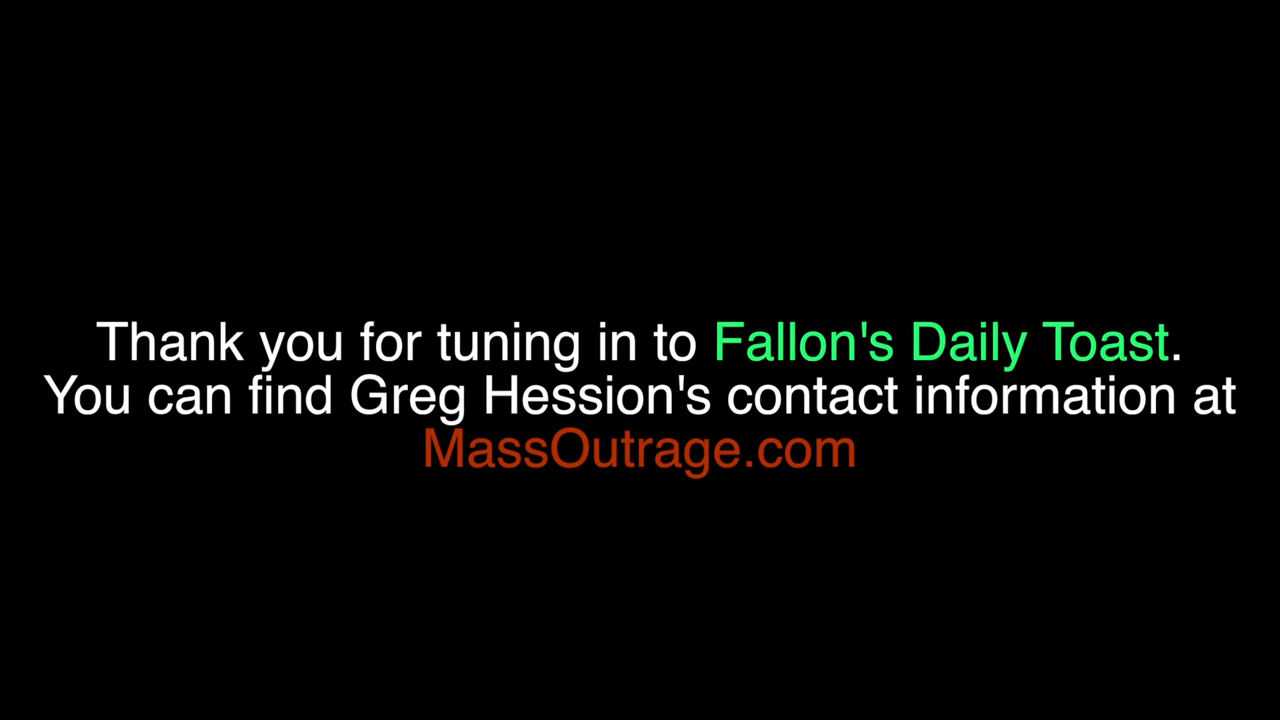 Thank you for tuning in to Fallon's Daily Toast.
You can find Greg Hession's contact information at
MassOutrage.com